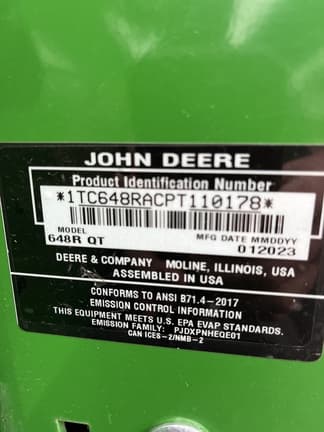 JOHN DEERE
Product Identification Number
*1TC648RACPT110178*
MODEL
648R QT
MFG DATE MMDDYY
012023
DEERE & COMPANY MOLINE, ILLINOIS, USA
ASSEMBLED IN USA
CONFORMS TO ANSI B71.4-2017
EMISSION CONTROL INFORMATION
THIS EQUIPMENT MEETS U.S. EPA EVAP STANDARDS.
EMISSION FAMILY: PJDXPNHEQE01
CAN ICES-2/NMB-2